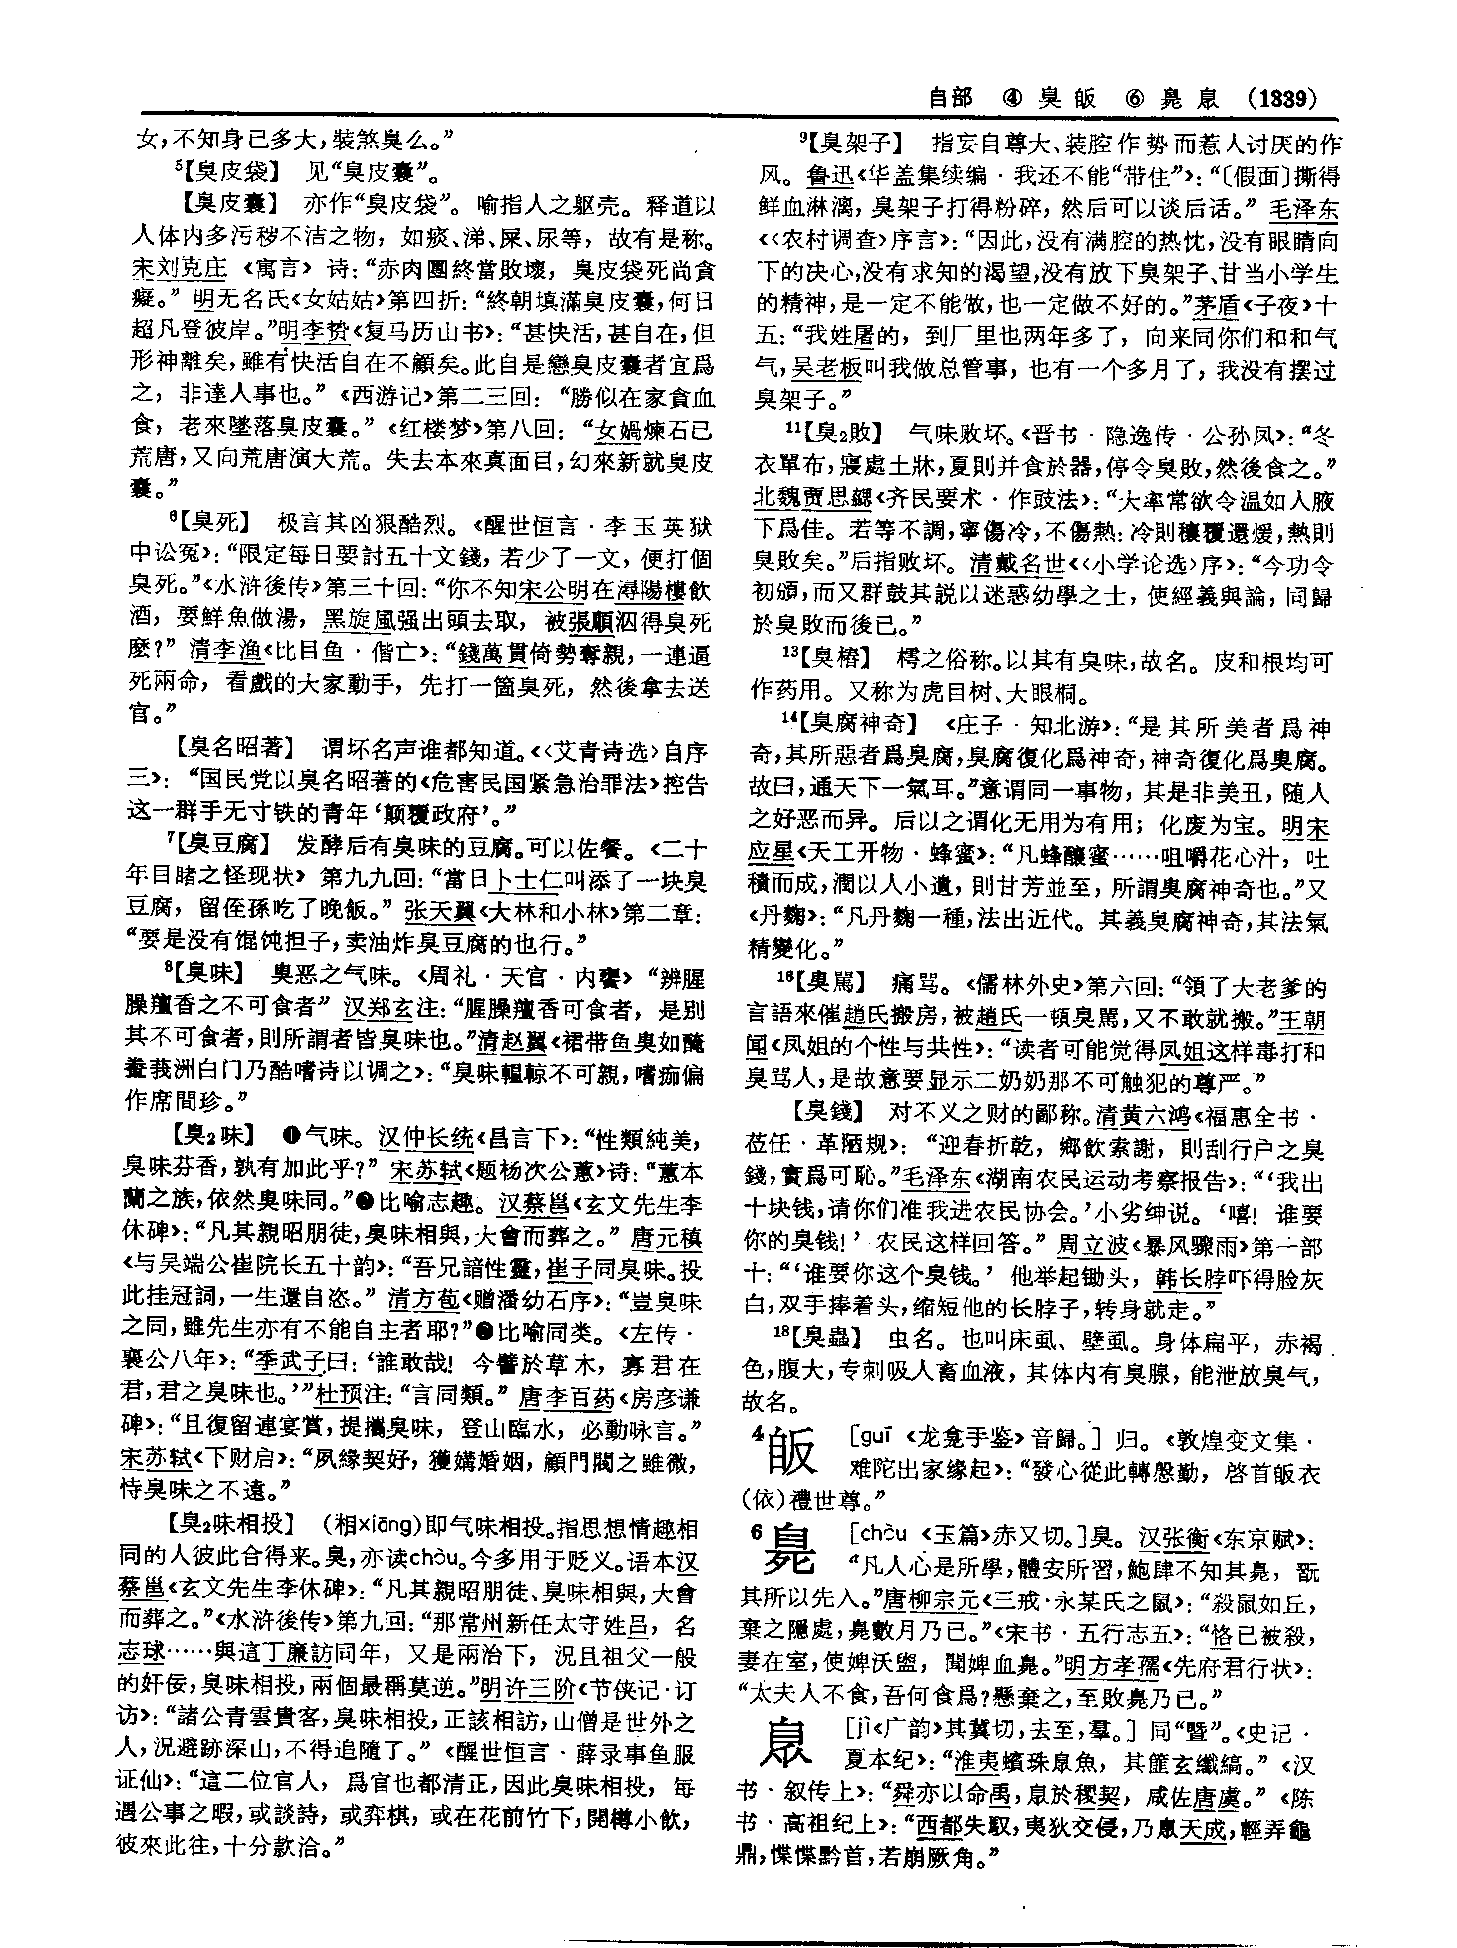 自部 ④ 臭皈 ⑥ 臱臮 (1339)
女，不知身已多大，裝煞臭么。”
⁵【臭皮袋】 见“臭皮囊”。
【臭皮囊】 亦作“臭皮袋”。喻指人之躯壳。释道以
人体内多污秽不洁之物，如痰、涕、屎、尿等，故有是称。
宋刘克庄《寓言》诗：“赤肉團終當敗壞，臭皮袋死尚貪
癡。”明无名氏《女姑姑》第四折：“終朝填滿臭皮囊，何日
超凡登彼岸。”明李贽《复马历山书》：“甚快活，甚自在，但
形神離矣，雖有快活自在不顧矣。此自是戀臭皮囊者宜爲
之，非達人事也。”《西游记》第二三回：“勝似在家貪血
食，老來墜落臭皮囊。”《红楼梦》第八回：“女媧煉石已
荒唐，又向荒唐演大荒。失去本來真面目，幻來新就臭皮
囊。”
⁶【臭死】 极言其凶狠酷烈。《醒世恒言·李玉英狱
中讼冤》：“限定每日要討五十文錢，若少了一文，便打個
臭死。”《水浒後传》第三十回：“你不知宋公明在潯陽樓飲
酒，要鮮魚做湯，黑旋風强出頭去取，被張順泅得臭死
麽？”清李渔《比目鱼·偕亡》：“錢萬貫倚勢奪親，一連逼
死兩命，看戲的大家動手，先打一箇臭死，然後拿去送
官。”
【臭名昭著】 谓坏名声谁都知道。《〈艾青诗选〉自序
三》：“国民党以臭名昭著的《危害民国紧急治罪法》控告
这一群手无寸铁的青年‘颠覆政府’。”
⁷【臭豆腐】 发酵后有臭味的豆腐。可以佐餐。《二十
年目睹之怪现状》第九九回：“當日卜士仁叫添了一块臭
豆腐，留侄孫吃了晚飯。”张天翼《大林和小林》第二章：
“要是没有馄饨担子，卖油炸臭豆腐的也行。”
⁸【臭味】 臭恶之气味。《周礼·天官·内饔》“辨腥
臊羶香之不可食者”汉郑玄注：“腥臊羶香可食者，是别
其不可食者，則所謂者皆臭味也。”清赵翼《裙带鱼臭如醃
鲞莪洲白门乃酷嗜诗以调之》：“臭味轀輬不可親，嗜痂偏
作席間珍。”
【臭₂味】 ❶气味。汉仲长统《昌言下》：“性類純美，
臭味芬香，孰有加此乎？”宋苏轼《题杨次公蕙》诗：“蕙本
蘭之族，依然臭味同。”❷比喻志趣。汉蔡邕《玄文先生李
休碑》：“凡其親昭朋徒，臭味相與，大會而葬之。”唐元稹
《与吴端公崔院长五十韵》：“吾兄諳性靈，崔子同臭味。投
此挂冠詞，一生還自恣。”清方苞《赠潘幼石序》：“豈臭味
之同，雖先生亦有不能自主者耶？”❸比喻同类。《左传·
襄公八年》：“季武子曰：‘誰敢哉！今譬於草木，寡君在
君，君之臭味也。’”杜预注：“言同類。”唐李百药《房彦谦
碑》：“且復留連宴賞，提攜臭味，登山臨水，必動咏言。”
宋苏轼《下财启》：“夙緣契好，獲媾婚姻，顧門閥之雖微，
恃臭味之不遠。”
【臭₂味相投】 （相xiāng）即气味相投。指思想情趣相
同的人彼此合得来。臭，亦读chòu。今多用于贬义。语本汉
蔡邕《玄文先生李休碑》：“凡其親昭朋徒、臭味相與，大會
而葬之。”《水浒後传》第九回：“那常州新任太守姓吕，名
志球……與這丁廉訪同年，又是兩治下，況且祖父一般
的奸佞，臭味相投，兩個最稱莫逆。”明许三阶《节侠记·订
访》：“諸公青雲貴客，臭味相投，正該相訪，山僧是世外之
人，況避跡深山，不得追隨了。”《醒世恒言·薛录事鱼服
证仙》：“這二位官人，爲官也都清正，因此臭味相投，每
遇公事之暇，或談詩，或弈棋，或在花前竹下，開樽小飲，
彼來此往，十分款洽。”
⁹【臭架子】 指妄自尊大、装腔作势而惹人讨厌的作
风。鲁迅《华盖集续编·我还不能“带住”》：“〔假面〕撕得
鲜血淋漓，臭架子打得粉碎，然后可以谈后话。”毛泽东
《〈农村调查〉序言》：“因此，没有满腔的热忱，没有眼睛向
下的决心，没有求知的渴望，没有放下臭架子、甘当小学生
的精神，是一定不能做，也一定做不好的。”茅盾《子夜》十
五：“我姓屠的，到厂里也两年多了，向来同你们和和气
气，吴老板叫我做总管事，也有一个多月了，我没有摆过
臭架子。”
¹¹【臭₂败】 气味败坏。《晋书·隐逸传·公孙凤》：“冬
衣單布，寢處土牀，夏則并食於器，停令臭敗，然後食之。”
北魏贾思勰《齐民要术·作豉法》：“大率常欲令温如人腋
下爲佳。若等不調，寧傷冷，不傷熱：冷則穰覆還煖，熱則
臭敗矣。”后指败坏。清戴名世《〈小学论选〉序》：“今功令
初頒，而又群鼓其説以迷惑幼學之士，使經義與論，同歸
於臭敗而後已。”
¹³【臭椿】 樗之俗称。以其有臭味，故名。皮和根均可
作药用。又称为虎目树、大眼桐。
¹⁴【臭腐神奇】 《庄子·知北游》：“是其所美者爲神
奇，其所惡者爲臭腐，臭腐復化爲神奇，神奇復化爲臭腐。
故曰，通天下一氣耳。”意谓同一事物，其是非美丑，随人
之好恶而异。后以之谓化无用为有用；化废为宝。明宋
应星《天工开物·蜂蜜》：“凡蜂釀蜜……咀嚼花心汁，吐
積而成，潤以人小遺，則甘芳並至，所謂臭腐神奇也。”又
《丹麴》：“凡丹麴一種，法出近代。其義臭腐神奇，其法氣
精變化。”
¹⁶【臭罵】 痛骂。《儒林外史》第六回：“領了大老爹的
言語來催趙氏搬房，被趙氏一頓臭罵，又不敢就搬。”王朝
闻《凤姐的个性与共性》：“读者可能觉得凤姐这样毒打和
臭骂人，是故意要显示二奶奶那不可触犯的尊严。”
【臭錢】 对不义之财的鄙称。清黄六鸿《福惠全书·
莅任·革陋规》：“迎春折乾，鄉飲索謝，則刮行户之臭
錢，實爲可恥。”毛泽东《湖南农民运动考察报告》：“‘我出
十块钱，请你们准我进农民协会。’小劣绅说。‘嘻！谁要
你的臭钱！’农民这样回答。”周立波《暴风骤雨》第一部
十：“‘谁要你这个臭钱。’他举起锄头，韩长脖吓得脸灰
白，双手捧着头，缩短他的长脖子，转身就走。”
¹⁸【臭蟲】 虫名。也叫床虱、壁虱。身体扁平，赤褐
色，腹大，专刺吸人畜血液，其体内有臭腺，能泄放臭气，
故名。
⁴皈 [guī《龙龛手鉴》音歸。] 归。《敦煌变文集·
难陀出家缘起》：“發心從此轉慇勤，啓首皈衣
（依）禮世尊。”
⁶臰 [chòu《玉篇》赤又切。]臭。汉张衡《东京赋》：
“凡人心是所學，體安所習，鮑肆不知其臰，翫
其所以先入。”唐柳宗元《三戒·永某氏之鼠》：“殺鼠如丘，
棄之隱處，臰數月乃已。”《宋书·五行志五》：“恪已被殺，
妻在室，使婢沃盥，聞婢血臰。”明方孝孺《先府君行状》：
“太夫人不食，吾何食爲？懸棄之，至敗臰乃已。”
臮 [jì《广韵》其冀切，去至，羣。] 同“暨”。《史记·
夏本纪》：“淮夷蠙珠臮魚，其篚玄纖縞。”《汉
书·叙传上》：“舜亦以命禹，臮於稷契，咸佐唐虞。”《陈
书·高祖纪上》：“西都失馭，夷狄交侵，乃臮天成，輕弄龜
鼎，惵惵黔首，若崩厥角。”